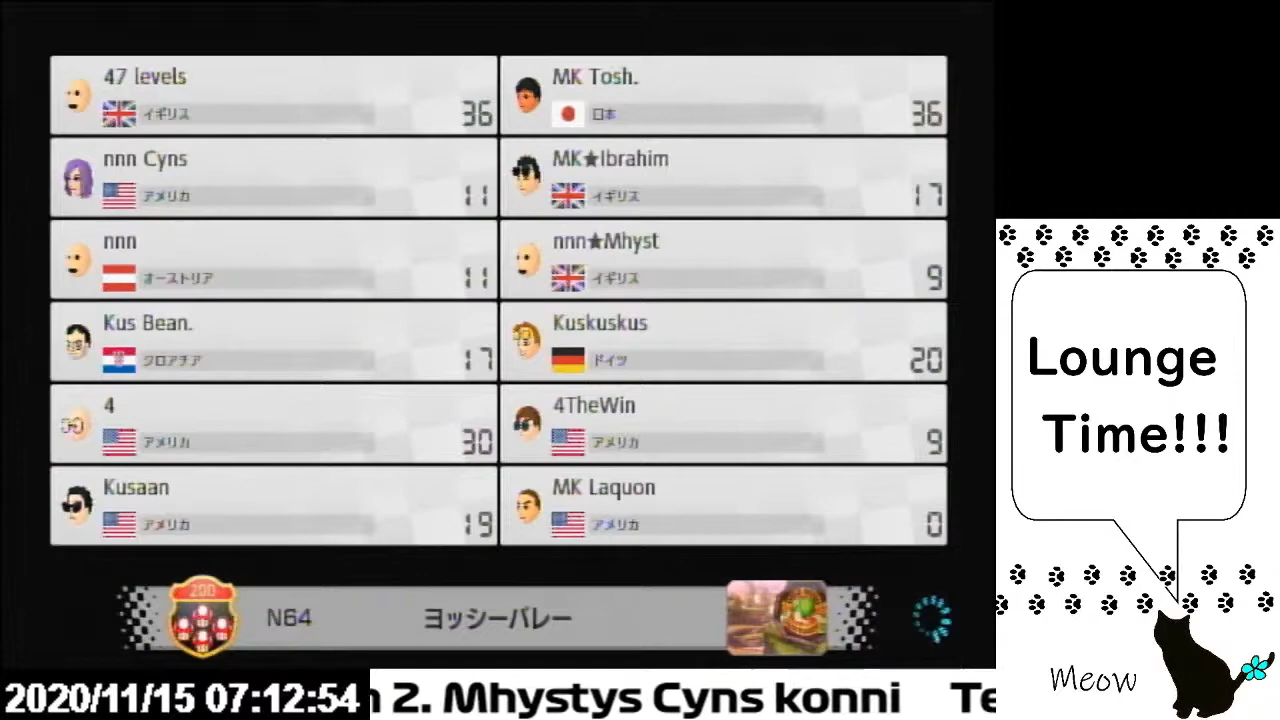 47 levels
イギリス
36
MK Tosh.
日本
36
nnn Cyns
アメリカ
11
MK★Ibrahim
イギリス
17
nnn
オーストリア
11
nnn★Mhyst
イギリス
9
Kus Bean.
クロアチア
17
Kuskuskus
ドイツ
20
4
アメリカ
30
4TheWin
アメリカ
9
Kusaan
アメリカ
19
MK Laquon
アメリカ
0
200
N64 ヨッシーバレー
Lounge
Time!!!
Meow
2020/11/15 07:12:54
2. Mhystys Cyns konni Te